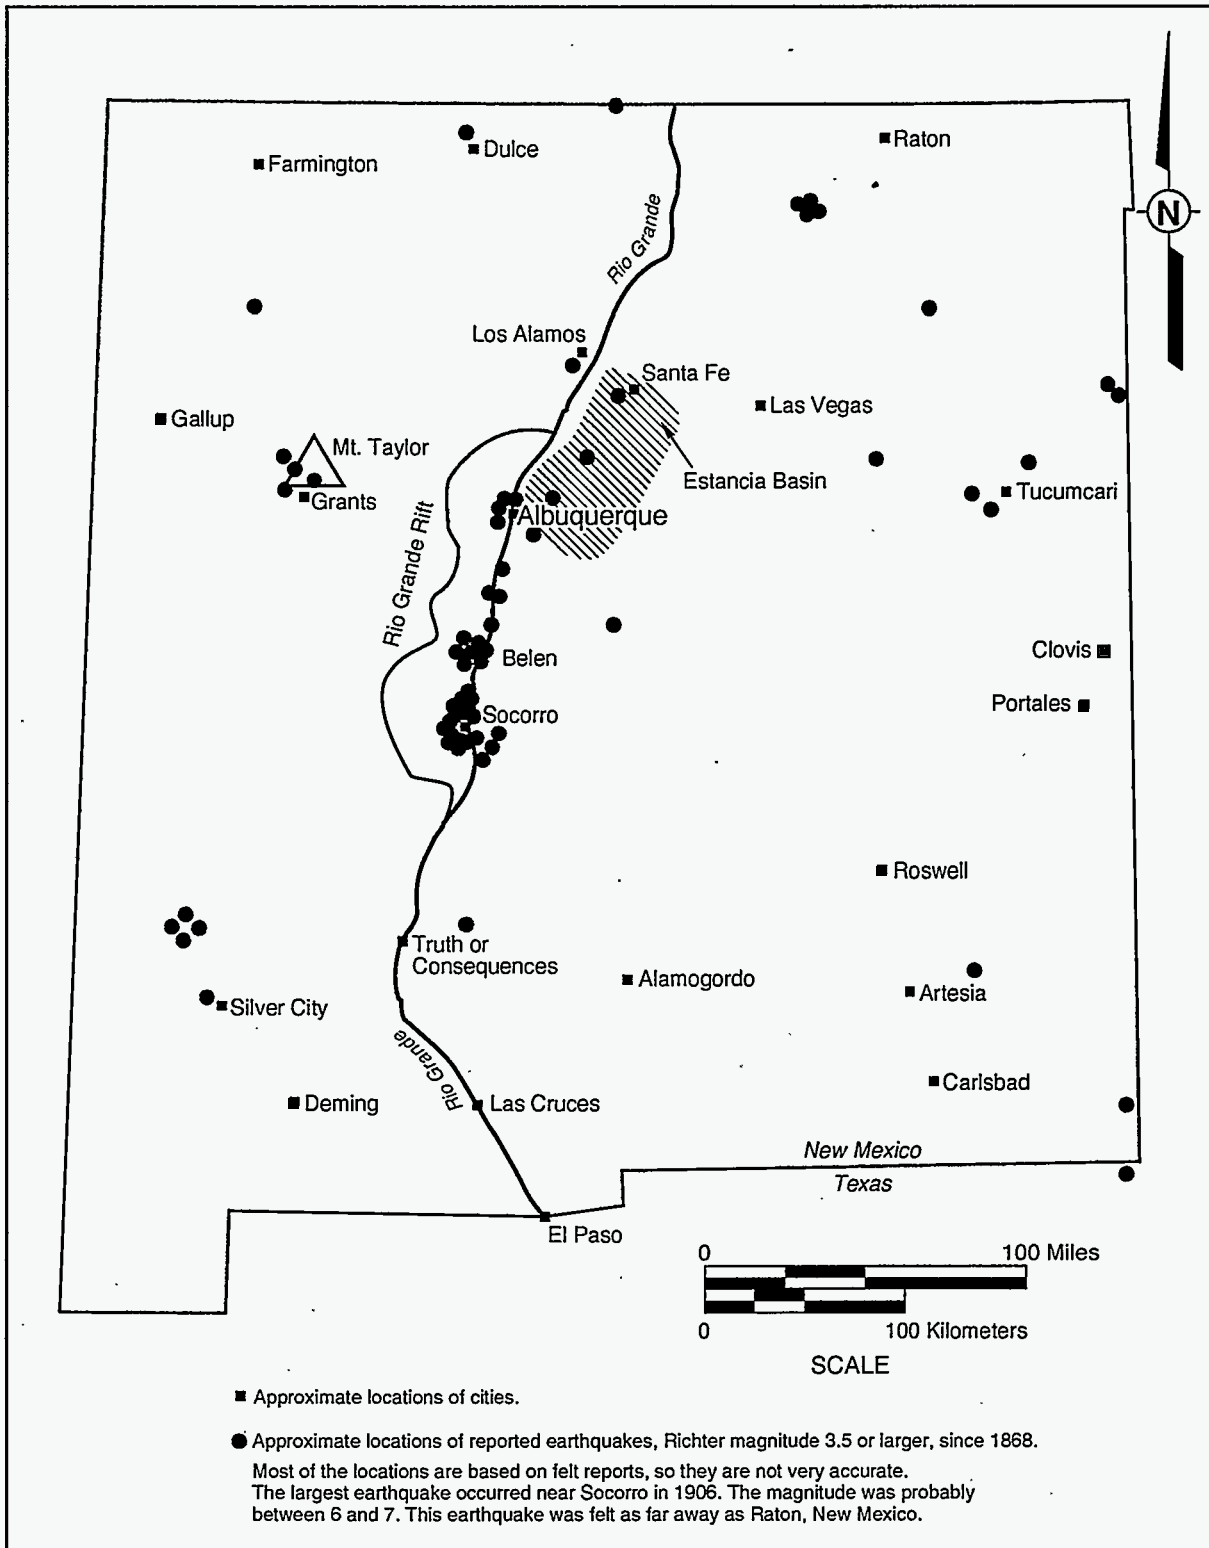 Dulce
Raton
Farmington
N
Rio Grande
Los Alamos
Santa Fe
Las Vegas
Gallup
Mt. Taylor
Estancia Basin
Tucumcari
Grants
Albuquerque
Rio Grande Rift
Belen
Clovis
Portales
Socorro
Roswell
Truth or
Consequences
Alamogordo
Artesia
Silver City
Rio Grande
Carlsbad
Deming
Las Cruces
New Mexico
Texas
El Paso
0 100 Miles
0 100 Kilometers
SCALE
Approximate locations of cities.
Approximate locations of reported earthquakes, Richter magnitude 3.5 or larger, since 1868.
Most of the locations are based on felt reports, so they are not very accurate.
The largest earthquake occurred near Socorro in 1906. The magnitude was probably
between 6 and 7. This earthquake was felt as far away as Raton, New Mexico.